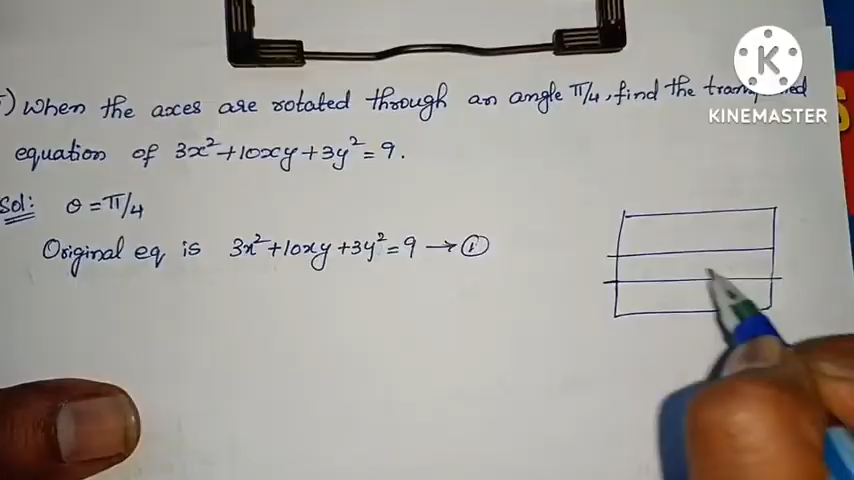 ) When the axes are rotated through an angle π/4, find the
equation of 3x²+10xy+3y²=9.
Sol: θ = π/4
Original eq is 3x²+10xy+3y²=9 → ①
K
KINEMASTER